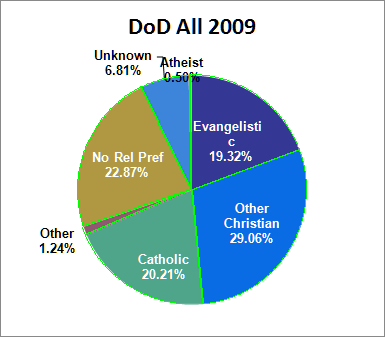 DoD All 2009
Unknown
6.81%
Atheist
0.50%
Evangelisti
c
19.32%
No Rel Pref
22.87%
Other
Christian
29.06%
Other
1.24%
Catholic
20.21%